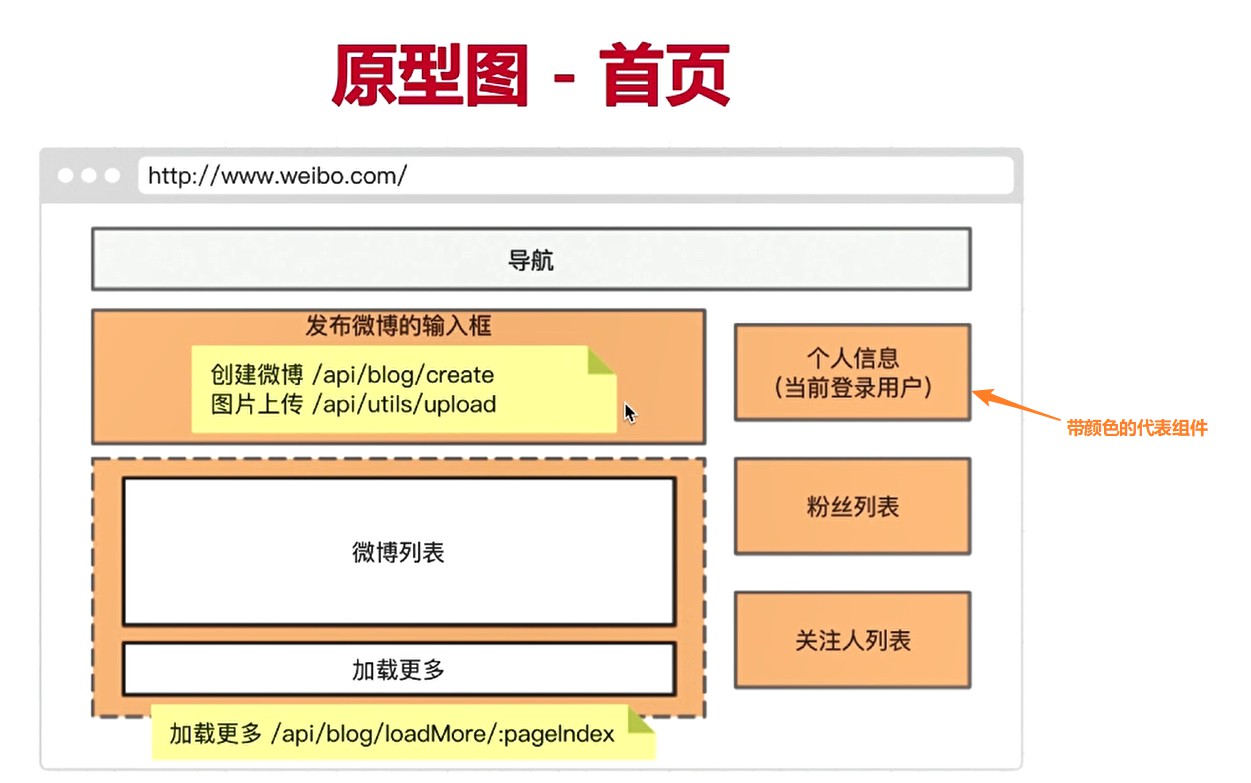 原型图 - 首页
http://www.weibo.com/
导航
发布微博的输入框
创建微博 /api/blog/create
图片上传 /api/utils/upload
个人信息
（当前登录用户）
带颜色的代表组件
微博列表
粉丝列表
加载更多
关注人列表
加载更多 /api/blog/loadMore/:pageIndex